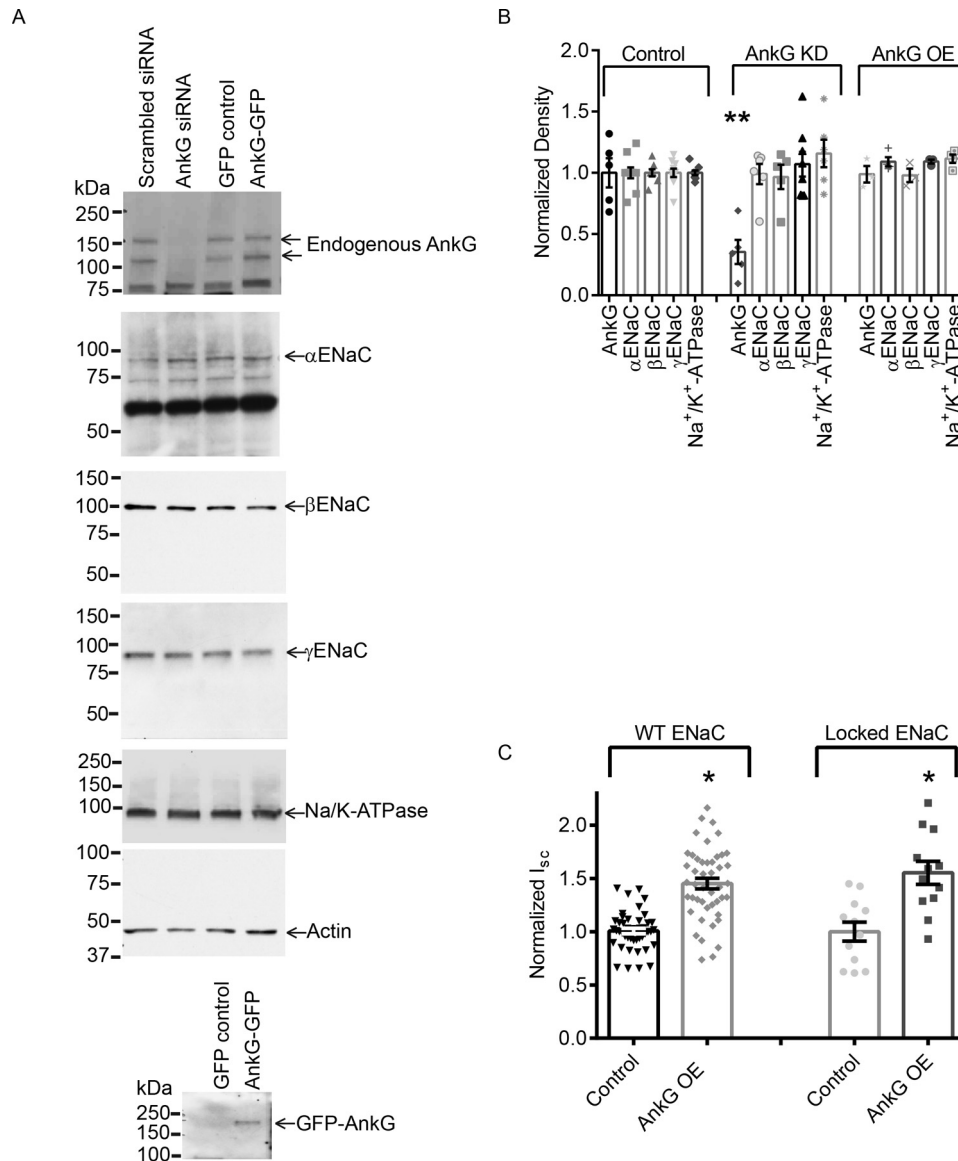 A
Scrambled siRNA
AnkG siRNA
GFP control
AnkG-GFP
kDa
250
150
100
75
Endogenous AnkG
100
75
50
αENaC
150
100
75
50
βENaC
150
100
75
50
γENaC
250
150
100
Na/K-ATPase
100
75
50
37
Actin
GFP control
AnkG-GFP
kDa
250
150
100
GFP-AnkG
B
Control
AnkG KD
AnkG OE
**
Normalized Density
2.0
1.5
1.0
0.5
0.0
AnkG
αENaC
βENaC
γENaC
Na+/K+-ATPase
AnkG
αENaC
βENaC
γENaC
Na+/K+-ATPase
AnkG
αENaC
βENaC
γENaC
Na+/K+-ATPase
C
WT ENaC
Locked ENaC
*
*
Normalized Isc
2.0
1.5
1.0
0.5
0.0
Control
AnkG OE
Control
AnkG OE